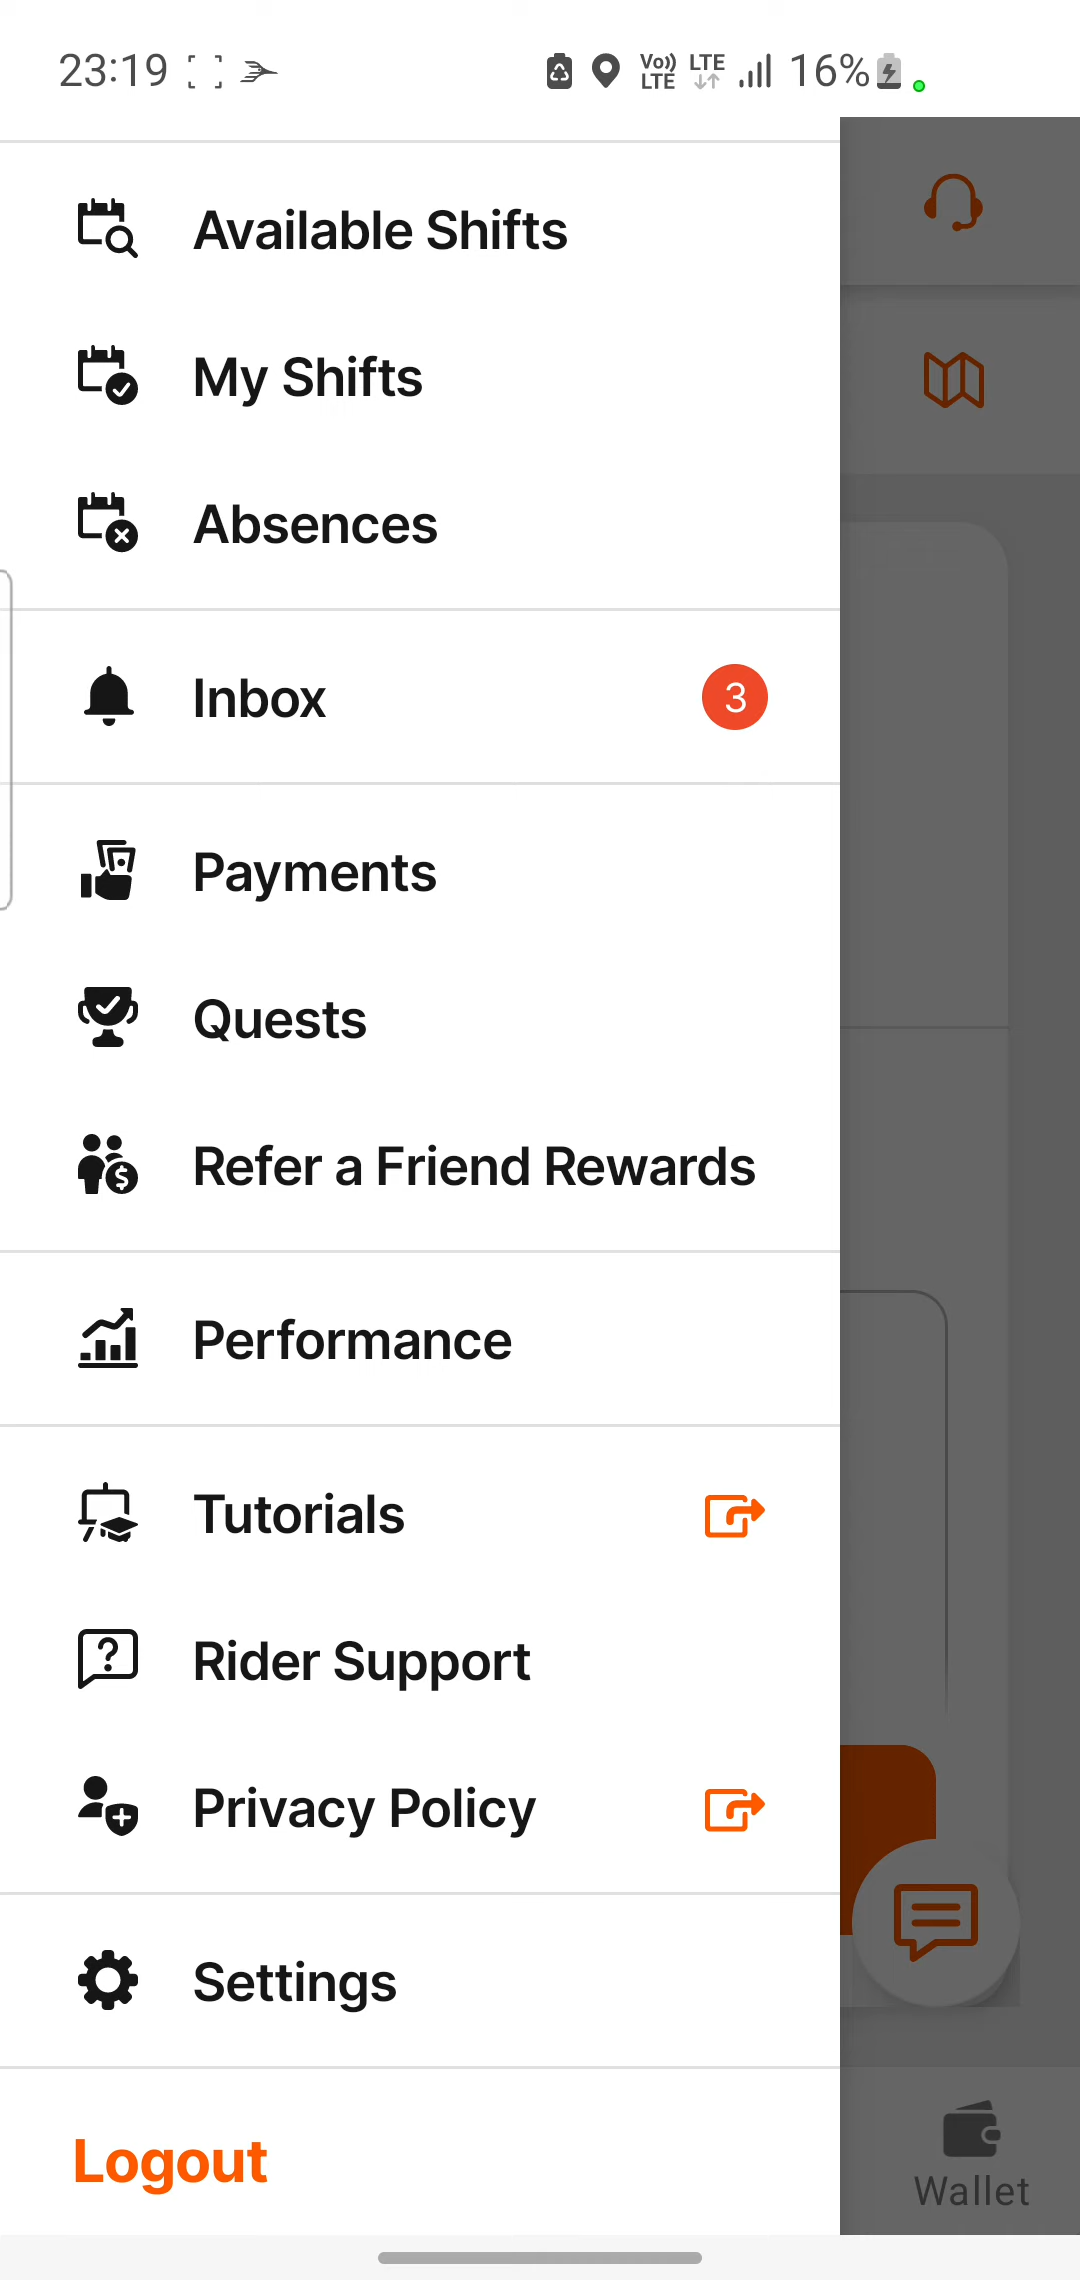 23:19 Vo)) LTE LTE 16%
Available Shifts
My Shifts
Absences
Inbox 3
Payments
Quests
Refer a Friend Rewards
Performance
Tutorials
Rider Support
Privacy Policy
Settings
Logout
Wallet